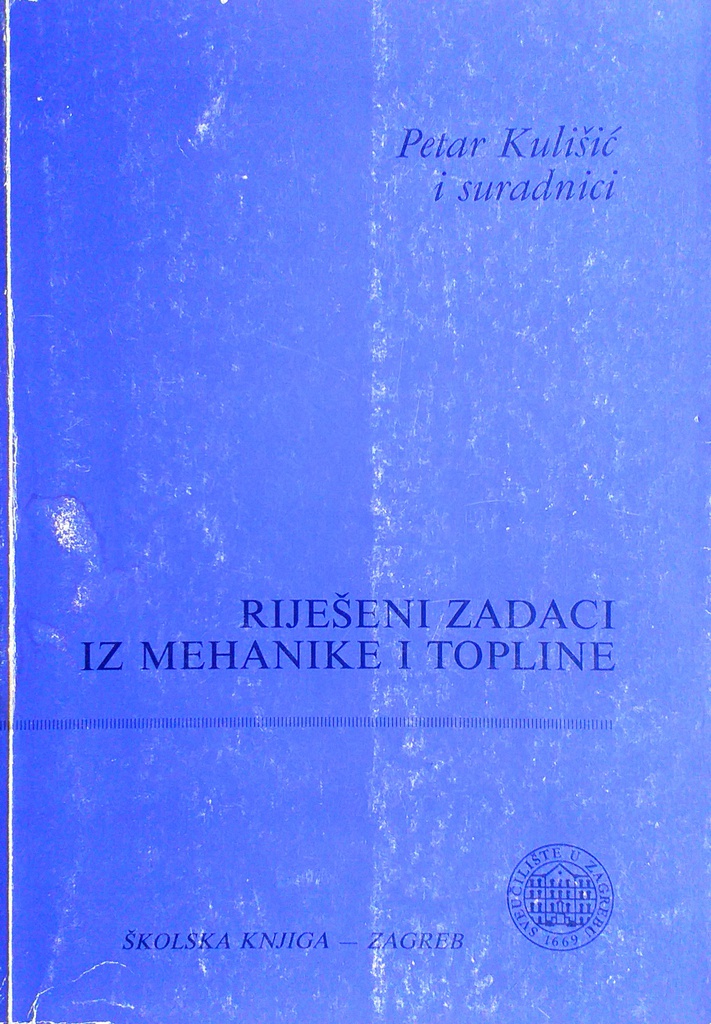 Petar Kulišić
i suradnici
RIJEŠENI ZADACI
IZ MEHANIKE I TOPLINE
SVEUČILIŠTE U ZAGREBU
1669
ŠKOLSKA KNJIGA — ZAGREB